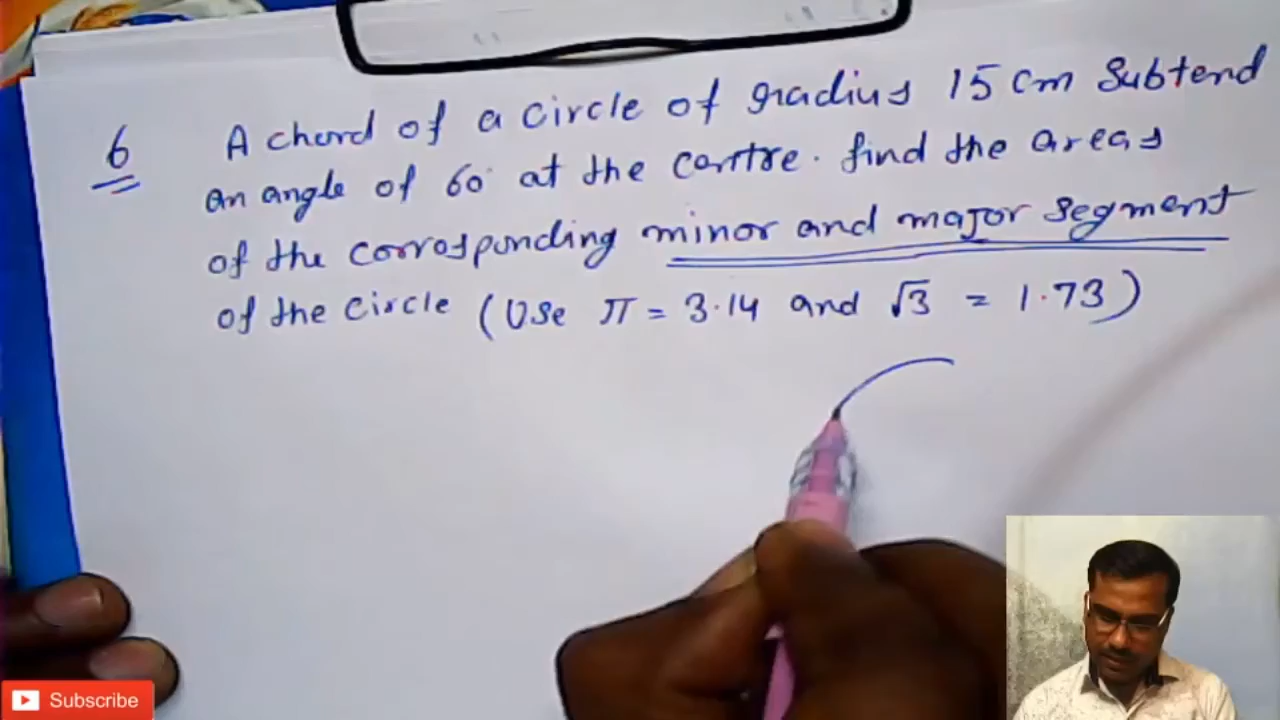 6 A chord of a circle of radius 15 cm subtend
an angle of 60° at the centre. find the areas
of the corresponding minor and major segment
of the circle (Use π = 3.14 and √3 = 1.73)
Subscribe